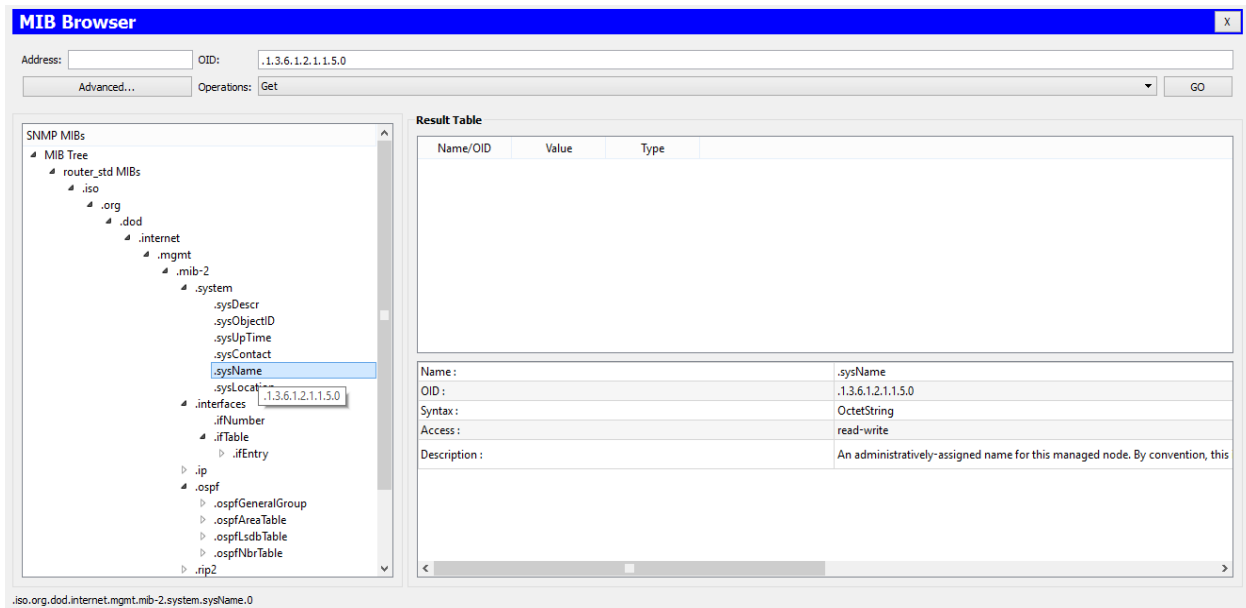 MIB Browser X
Address: OID: .1.3.6.1.2.1.1.5.0
Advanced... Operations: Get GO
SNMP MIBs
MIB Tree
router_std MIBs
.iso
.org
.dod
.internet
.mgmt
.mib-2
.system
.sysDescr
.sysObjectID
.sysUpTime
.sysContact
.sysName
.sysLocation
.1.3.6.1.2.1.1.5.0
.interfaces
.ifNumber
.ifTable
.ifEntry
.ip
.ospf
.ospfGeneralGroup
.ospfAreaTable
.ospfLsdbTable
.ospfNbrTable
.rip2
Result Table
Name/OID Value Type
Name : .sysName
OID : .1.3.6.1.2.1.1.5.0
Syntax : OctetString
Access : read-write
Description : An administratively-assigned name for this managed node. By convention, this
.iso.org.dod.internet.mgmt.mib-2.system.sysName.0